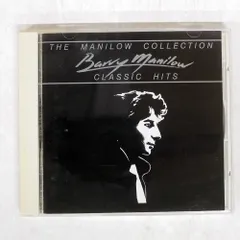 THE MANILOW COLLECTION
Barry Manilow
CLASSIC HITS